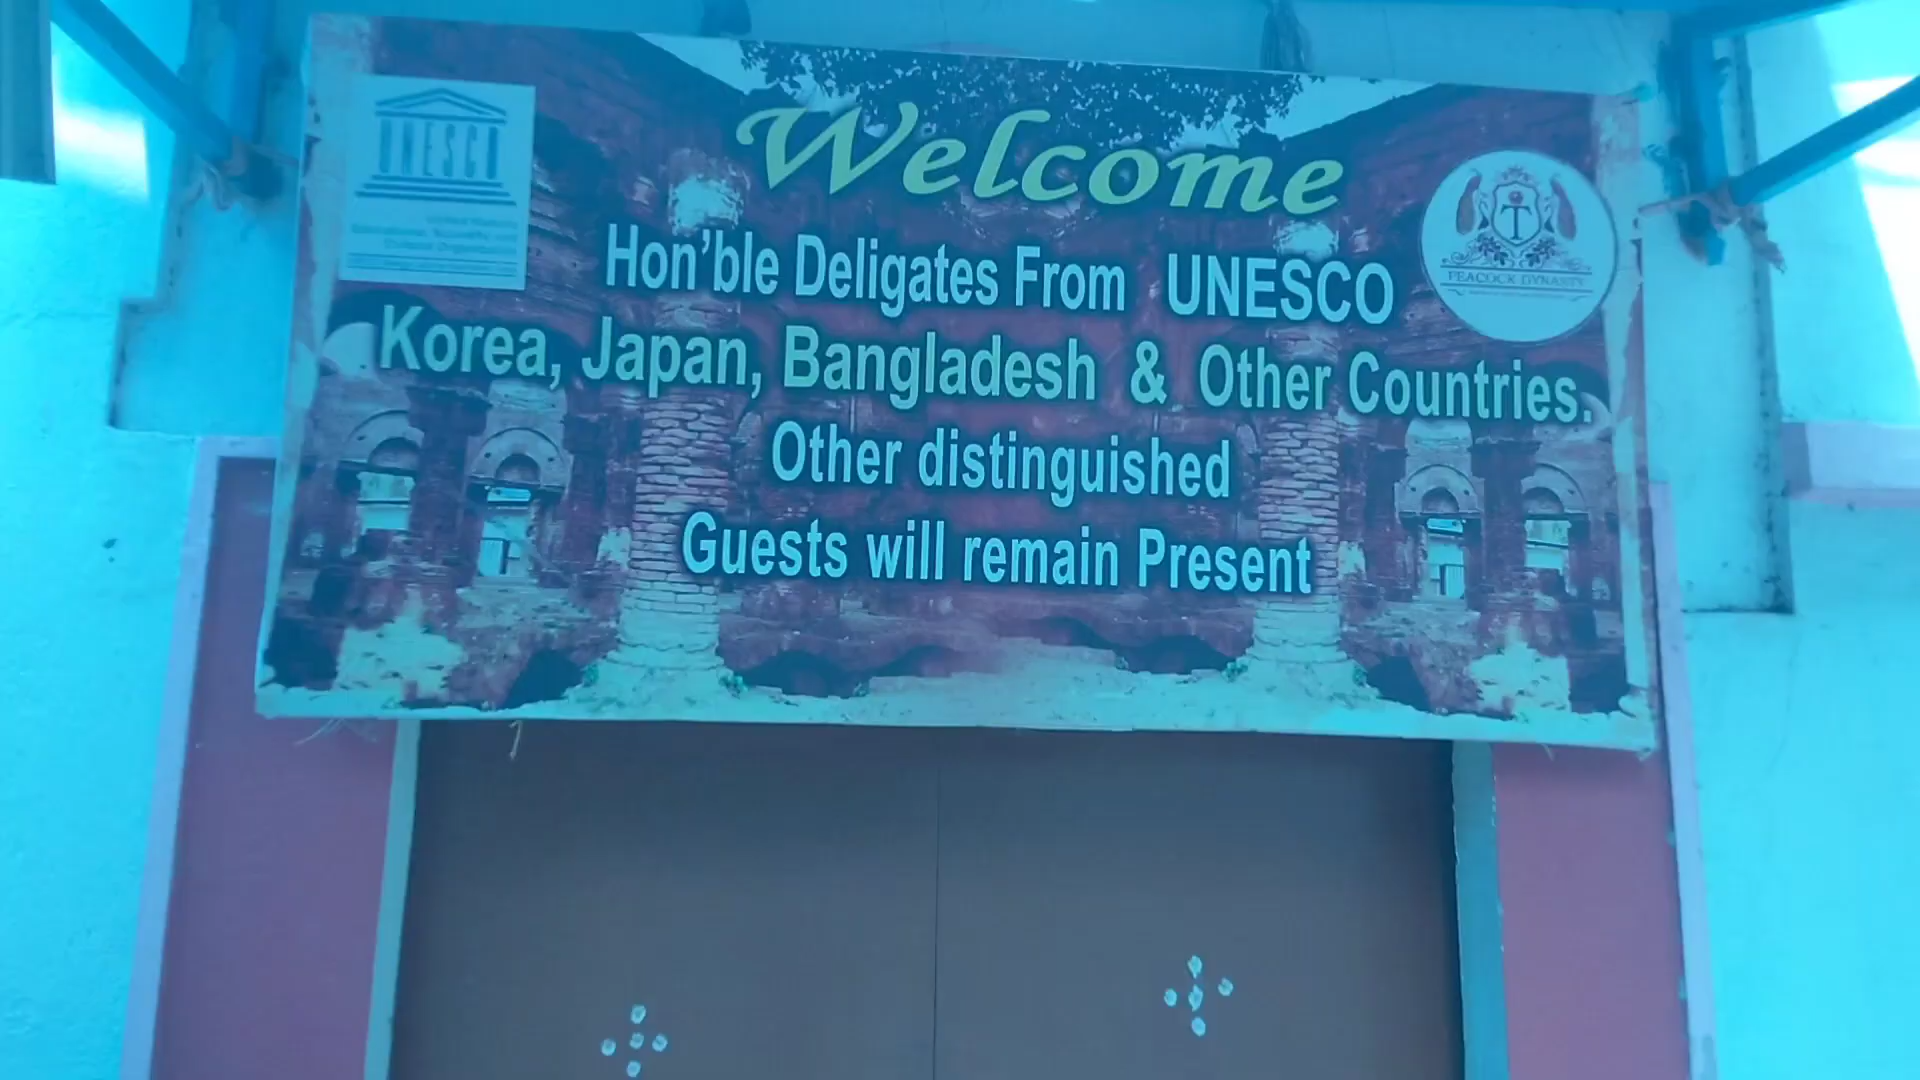 UNESCO
Welcome
Hon'ble Deligates From UNESCO
Korea, Japan, Bangladesh & Other Countries.
Other distinguished
Guests will remain Present
T
PEACOCK DYNASTY